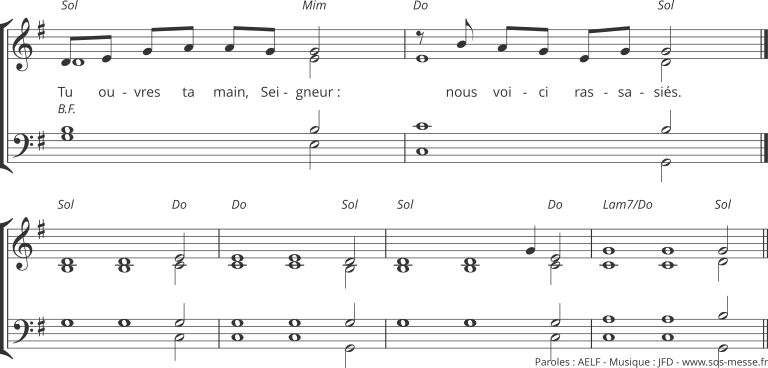 Sol Mim Do Sol
Tu ou - vres ta main, Sei - gneur : nous voi - ci ras - sa - siés.
B.F.
Sol Do Do Sol Sol Do Lam7/Do Sol
Paroles : AELF - Musique : JFD - www.sqs-messe.fr